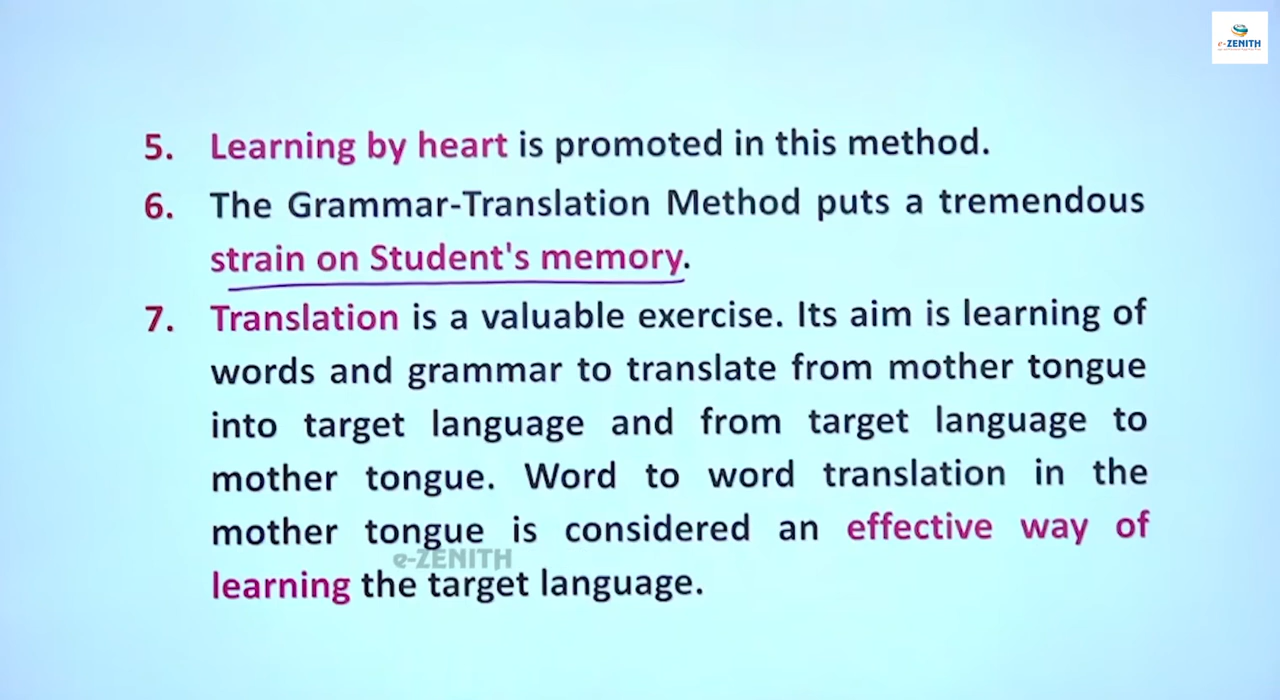 e-ZENITH
5. Learning by heart is promoted in this method.
6. The Grammar-Translation Method puts a tremendous
strain on Student's memory.
7. Translation is a valuable exercise. Its aim is learning of
words and grammar to translate from mother tongue
into target language and from target language to
mother tongue. Word to word translation in the
mother tongue is considered an effective way of
e-ZENITH
learning the target language.